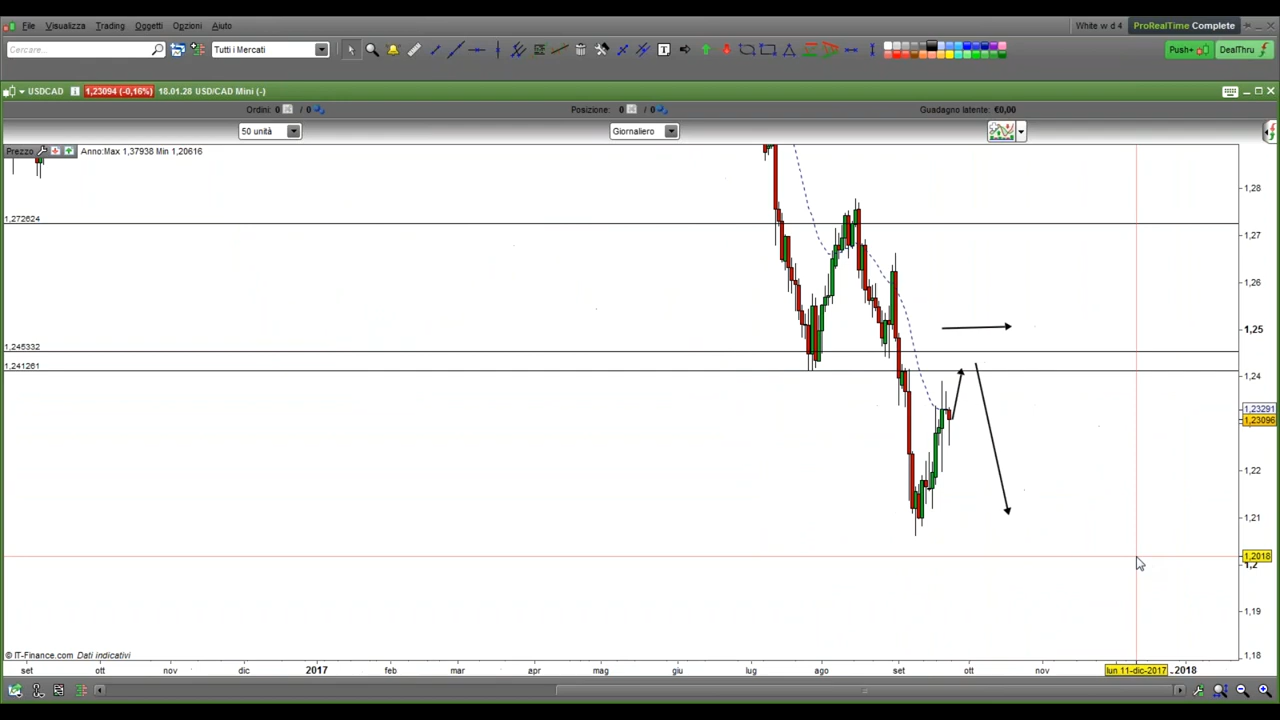 File Visualizza Trading Oggetti Opzioni Aiuto White w d 4 ProRealTime Complete
Cercare... Tutti i Mercati T Push+ DealThru
USDCAD i 1,23094 (-0,16%) 18.01.28 USD/CAD Mini (-)
Ordini: 0 / 0 Posizione: 0 / 0 Guadagno latente: €0,00
50 unità Giornaliero
Prezzo Anno:Max 1,37938 Min 1,20616
1,28
1,272624
1,27
1,26
1,25
1,245332
1,241261
1,24
1,23291
1,23096
1,22
1,21
1,2018
1,2
1,19
© IT-Finance.com Dati indicativi 1,18
set ott nov dic 2017 feb mar apr mag giu lug ago set ott nov lun 11-dic-2017 2018